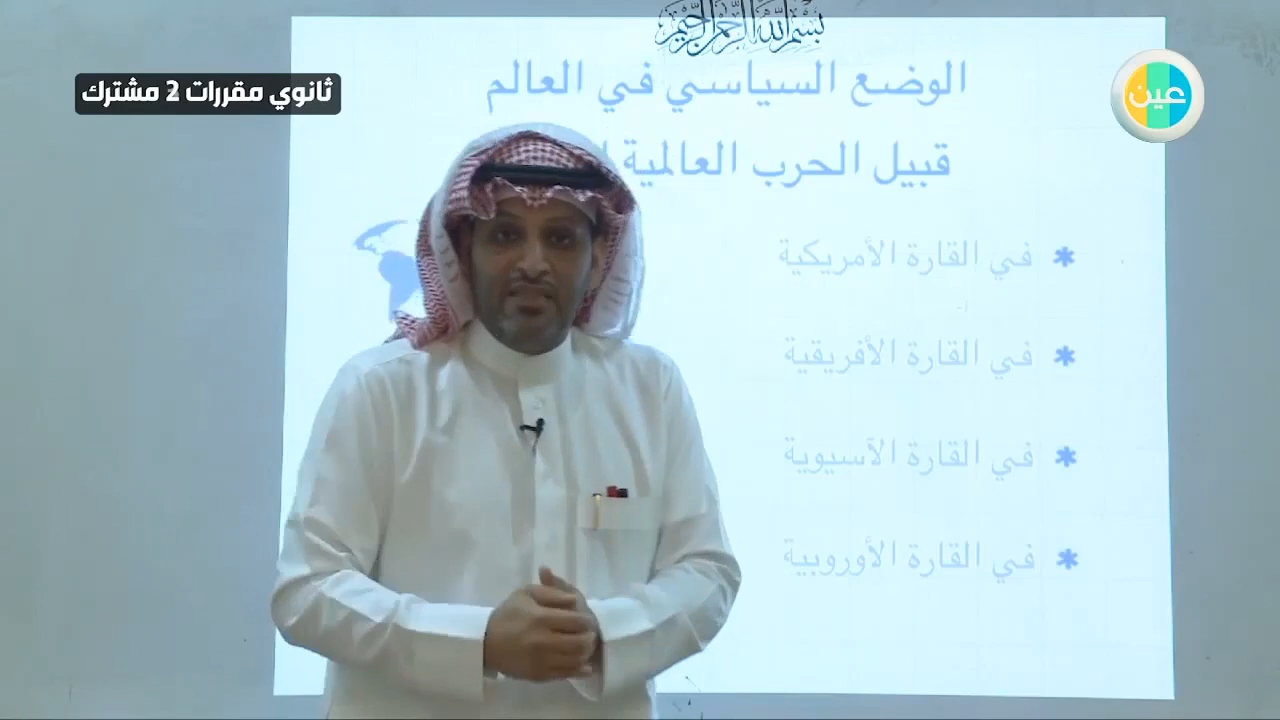 بسم الله الرحمن الرحيم
الوضع السياسي في العالم
قبيل الحرب العالمية
* في القارة الأمريكية
* في القارة الأفريقية
* في القارة الآسيوية
* في القارة الأوروبية
ثانوي مقررات 2 مشترك
عين